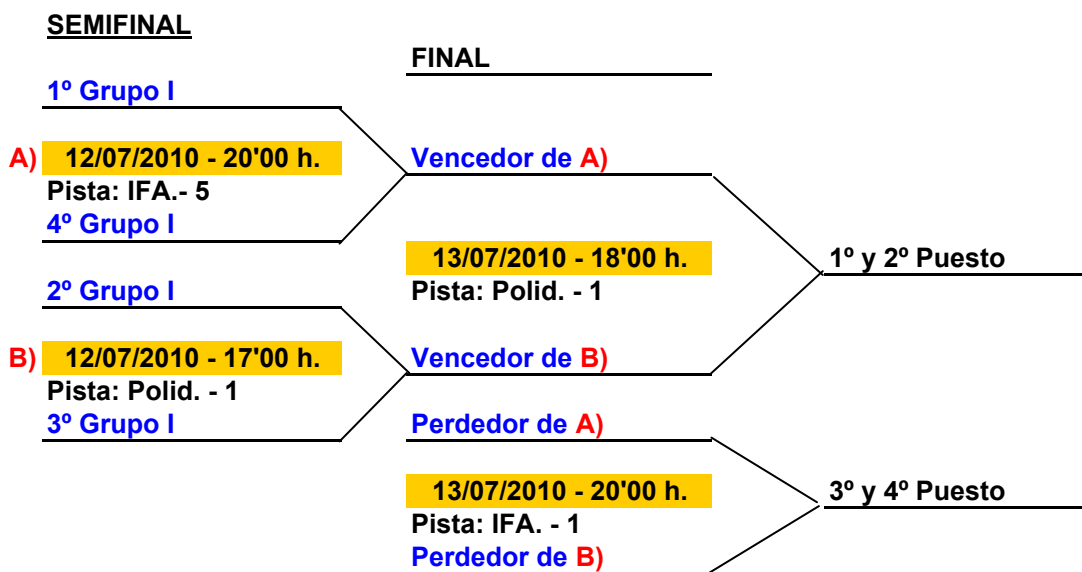 SEMIFINAL
FINAL
1º Grupo I
A) 12/07/2010 - 20'00 h.
Vencedor de A)
Pista: IFA.- 5
4º Grupo I
13/07/2010 - 18'00 h.
1º y 2º Puesto
2º Grupo I
Pista: Polid. - 1
B) 12/07/2010 - 17'00 h.
Vencedor de B)
Pista: Polid. - 1
3º Grupo I
Perdedor de A)
13/07/2010 - 20'00 h.
3º y 4º Puesto
Pista: IFA. - 1
Perdedor de B)